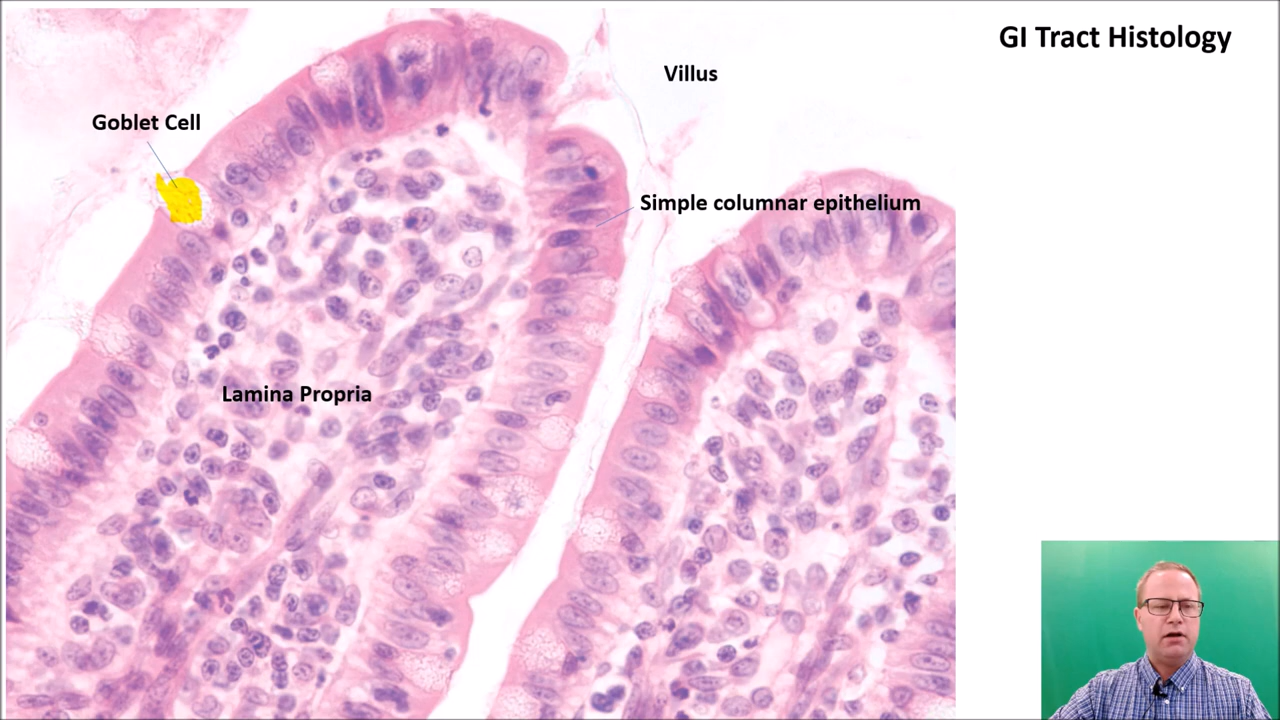 GI Tract Histology
Villus
Goblet Cell
Simple columnar epithelium
Lamina Propria